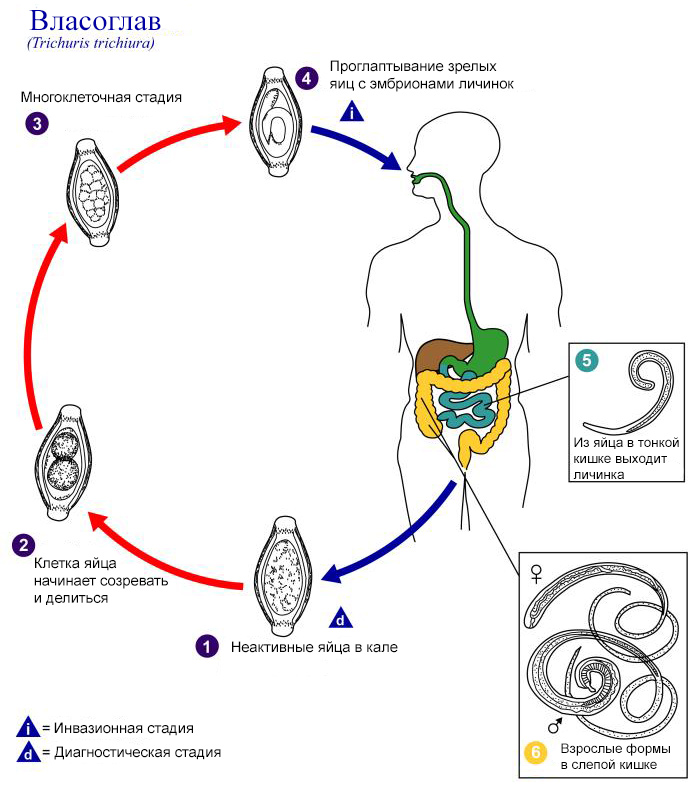 Власоглав
(Trichuris trichiura)
4
Проглаптывание зрелых
яиц с эмбрионами личинок
i
Многоклеточная стадия
3
5
Из яйца в тонкой
кишке выходит
личинка
2
Клетка яйца
начинает созревать
и делиться
d
1
Неактивные яйца в кале
♀
♂
6
Взрослые формы
в слепой кишке
i = Инвазионная стадия
d = Диагностическая стадия